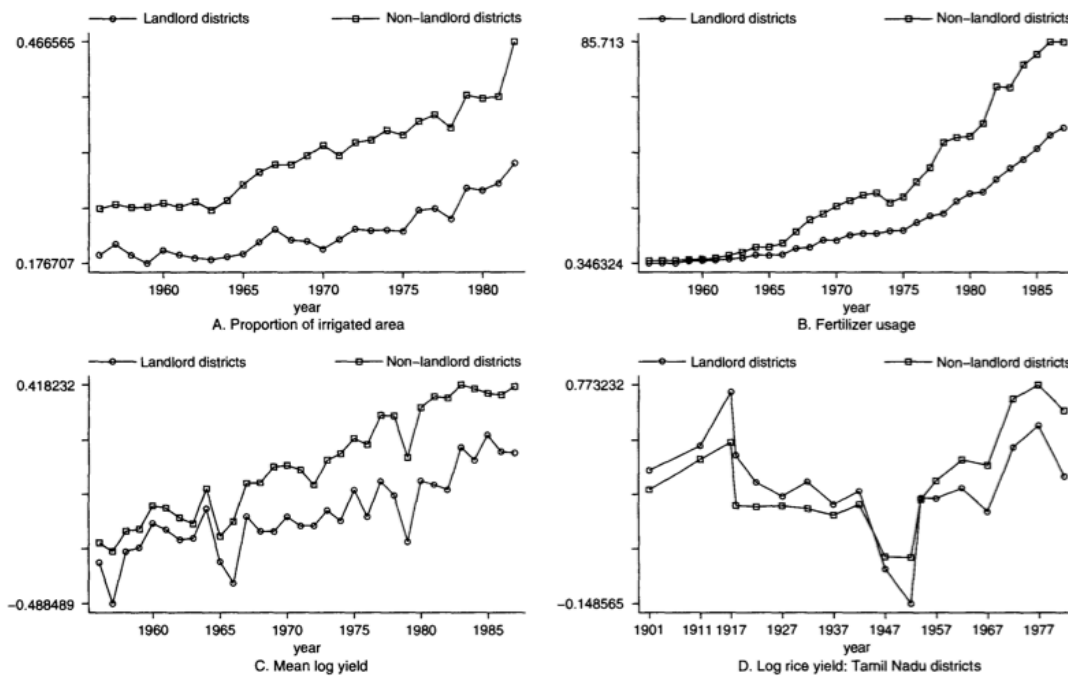 Landlord districts Non-landlord districts
0.466565
0.176707
1960 1965 1970 1975 1980
year
A. Proportion of irrigated area
Landlord districts Non-landlord districts
85.713
0.346324
1960 1965 1970 1975 1980 1985
year
B. Fertilizer usage
Landlord districts Non-landlord districts
0.418232
-0.488489
1960 1965 1970 1975 1980 1985
year
C. Mean log yield
Landlord districts Non-landlord districts
0.773232
-0.148565
1901 1911 1917 1927 1937 1947 1957 1967 1977
year
D. Log rice yield: Tamil Nadu districts